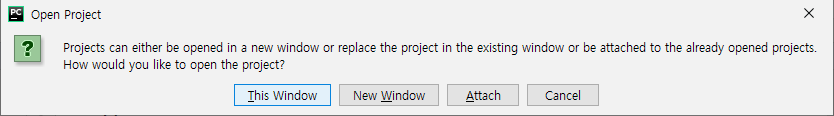 PC
Open Project
?
Projects can either be opened in a new window or replace the project in the existing window or be attached to the already opened projects.
How would you like to open the project?
This Window New Window Attach Cancel